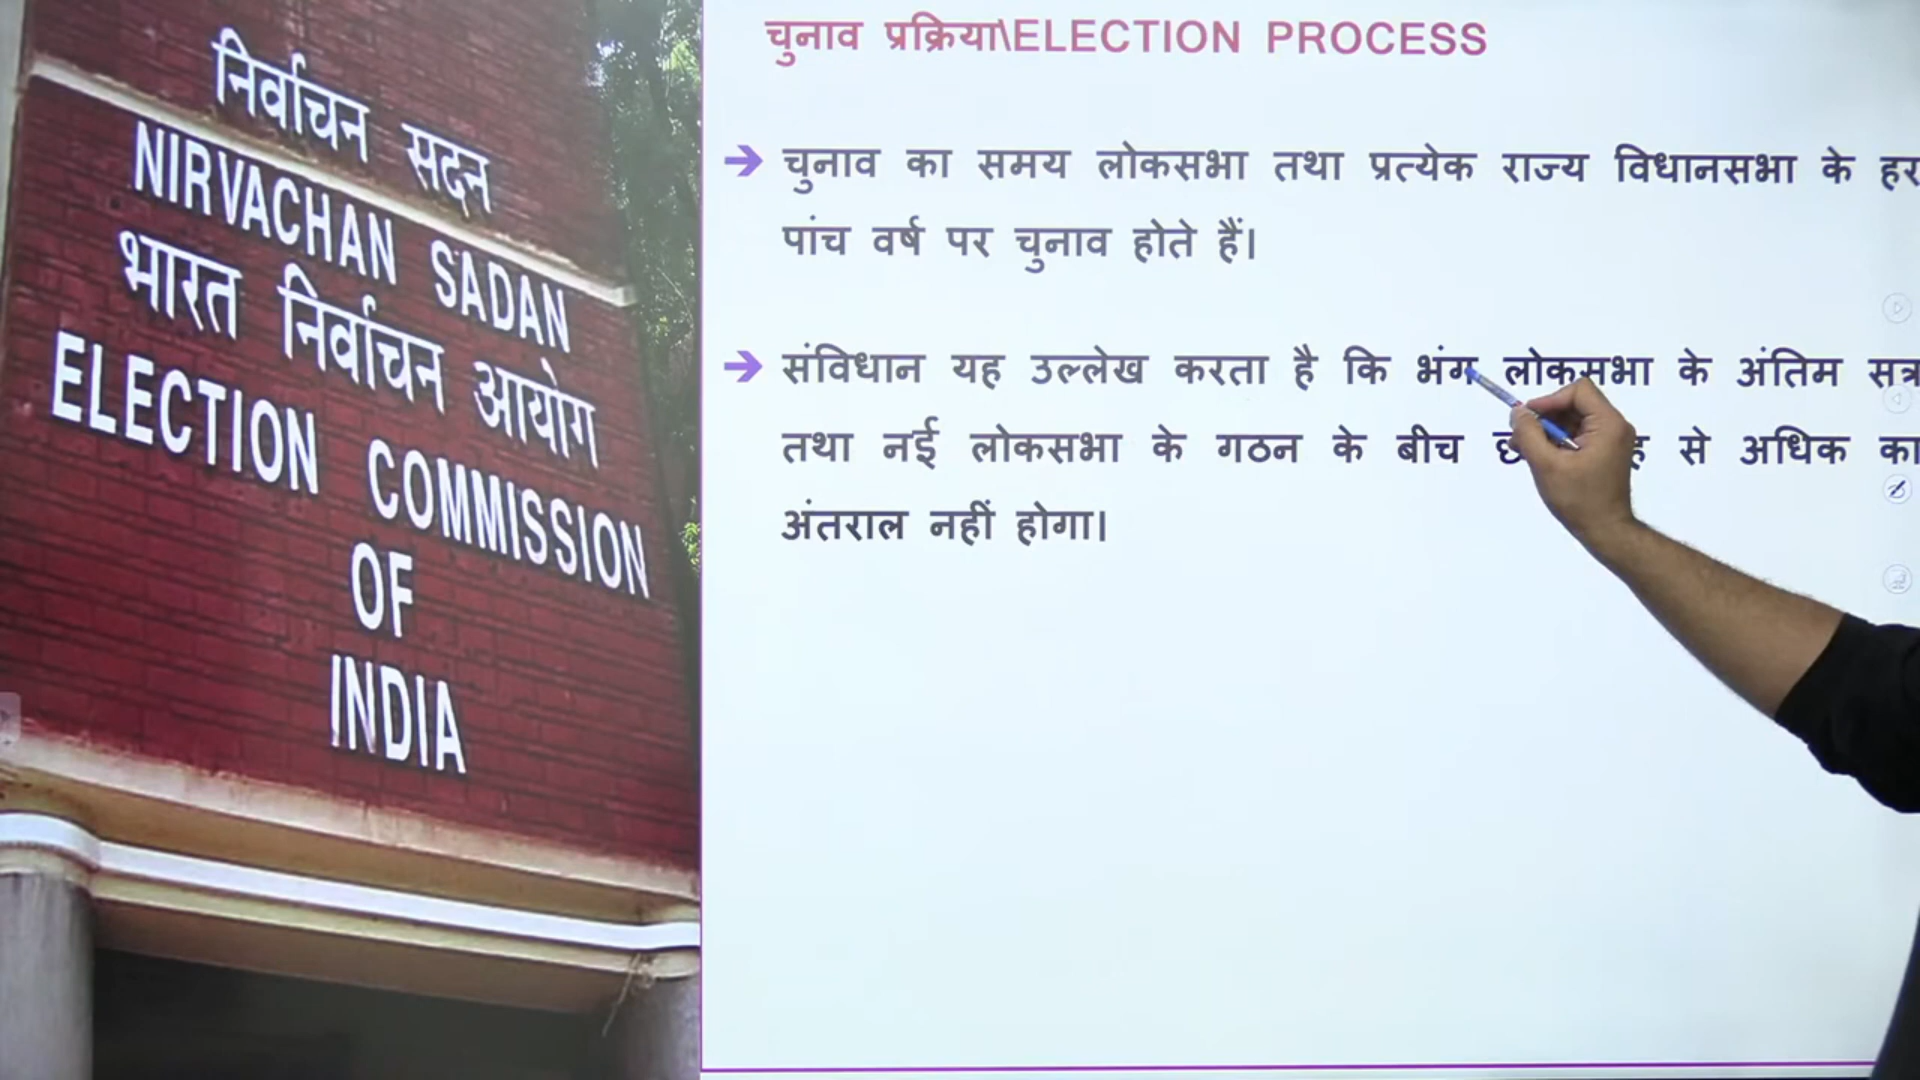 निर्वाचन सदन
NIRVACHAN SADAN
भारत निर्वाचन आयोग
ELECTION COMMISSION
OF
INDIA
चुनाव प्रक्रिया\ELECTION PROCESS
चुनाव का समय लोकसभा तथा प्रत्येक राज्य विधानसभा के हर
पांच वर्ष पर चुनाव होते हैं।
संविधान यह उल्लेख करता है कि भंग लोकसभा के अंतिम सत्र
तथा नई लोकसभा के गठन के बीच से अधिक का
अंतराल नहीं होगा।